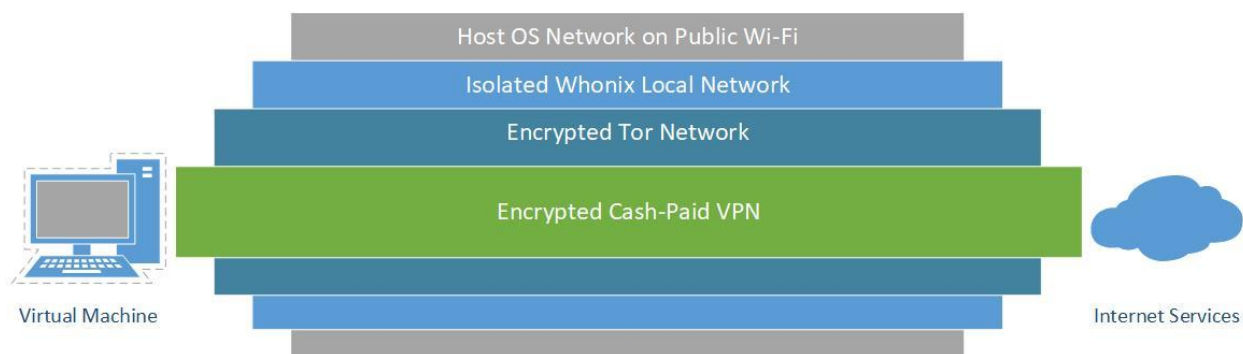 Host OS Network on Public Wi-Fi
Isolated Whonix Local Network
Encrypted Tor Network
Encrypted Cash-Paid VPN
Virtual Machine
Internet Services